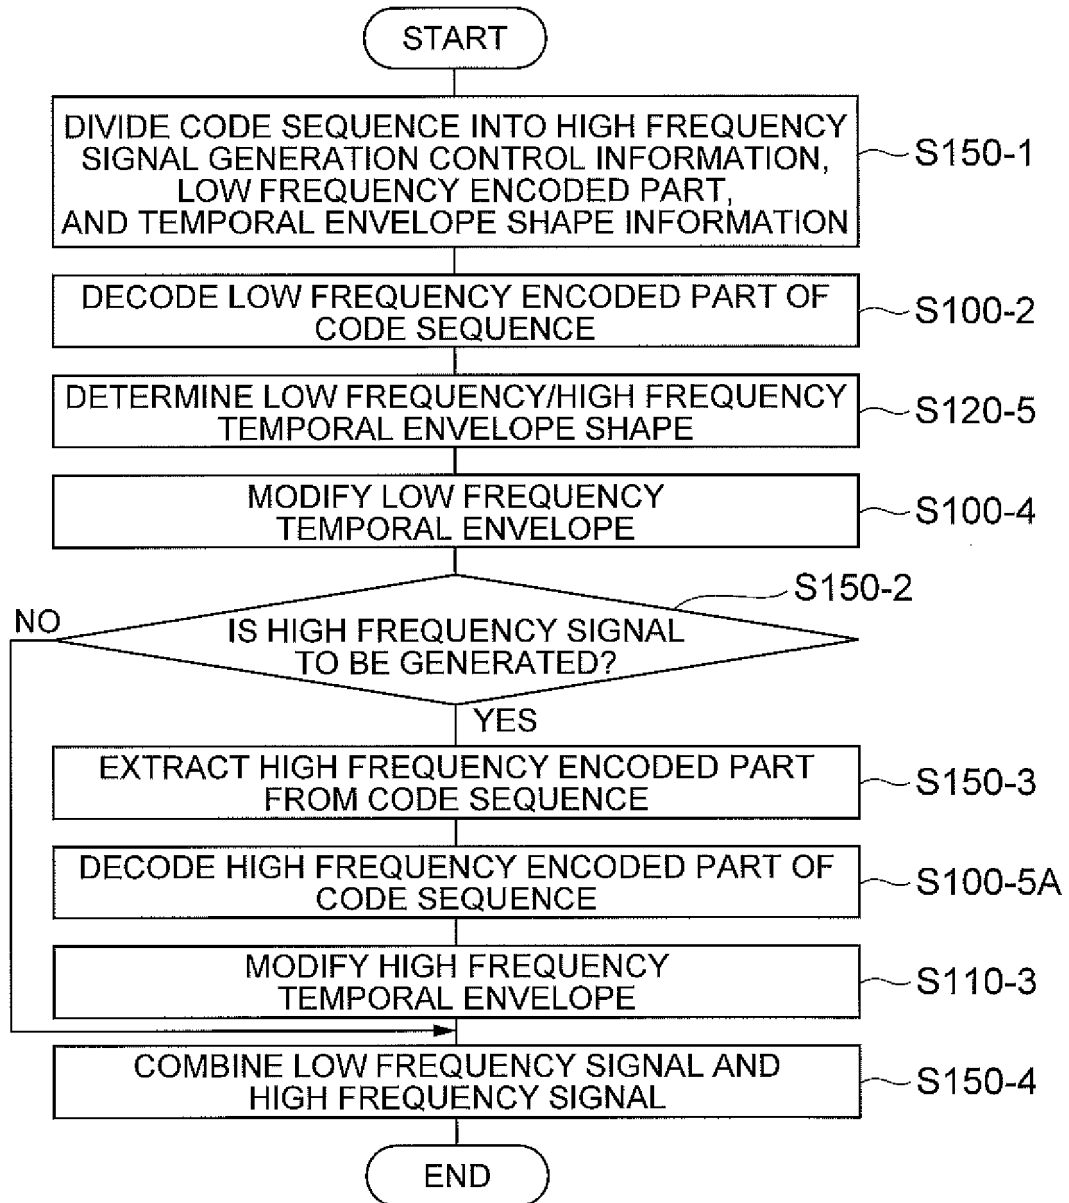 START
DIVIDE CODE SEQUENCE INTO HIGH FREQUENCY
SIGNAL GENERATION CONTROL INFORMATION,
LOW FREQUENCY ENCODED PART,
AND TEMPORAL ENVELOPE SHAPE INFORMATION
S150-1
DECODE LOW FREQUENCY ENCODED PART OF
CODE SEQUENCE
S100-2
DETERMINE LOW FREQUENCY/HIGH FREQUENCY
TEMPORAL ENVELOPE SHAPE
S120-5
MODIFY LOW FREQUENCY
TEMPORAL ENVELOPE
S100-4
S150-2
NO
IS HIGH FREQUENCY SIGNAL
TO BE GENERATED?
YES
EXTRACT HIGH FREQUENCY ENCODED PART
FROM CODE SEQUENCE
S150-3
DECODE HIGH FREQUENCY ENCODED PART OF
CODE SEQUENCE
S100-5A
MODIFY HIGH FREQUENCY
TEMPORAL ENVELOPE
S110-3
COMBINE LOW FREQUENCY SIGNAL AND
HIGH FREQUENCY SIGNAL
S150-4
END